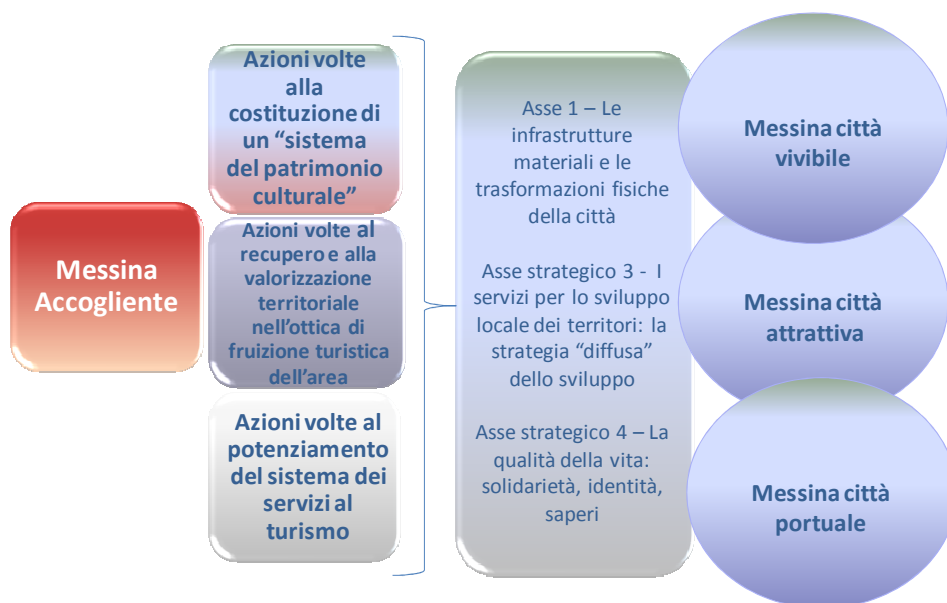 Messina
Accogliente
Azioni volte
alla
costituzione di
un “sistema
del patrimonio
culturale”
Azioni volte al
recupero e alla
valorizzazione
territoriale
nell’ottica di
fruizione turistica
dell’area
Azioni volte al
potenziamento
del sistema dei
servizi al
turismo
Asse 1 – Le
infrastrutture
materiali e le
trasformazioni fisiche
della città
Asse strategico 3 - I
servizi per lo sviluppo
locale dei territori: la
strategia “diffusa”
dello sviluppo
Asse strategico 4 – La
qualità della vita:
solidarietà, identità,
saperi
Messina città
vivibile
Messina città
attrattiva
Messina città
portuale